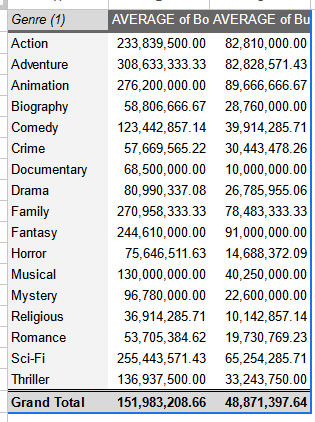 Genre (1) AVERAGE of Bo AVERAGE of Bu
Action 233,839,500.00 82,810,000.00
Adventure 308,633,333.33 82,828,571.43
Animation 276,200,000.00 89,666,666.67
Biography 58,806,666.67 28,760,000.00
Comedy 123,442,857.14 39,914,285.71
Crime 57,669,565.22 30,443,478.26
Documentary 68,500,000.00 10,000,000.00
Drama 80,990,337.08 26,785,955.06
Family 270,958,333.33 78,483,333.33
Fantasy 244,610,000.00 91,000,000.00
Horror 75,646,511.63 14,688,372.09
Musical 130,000,000.00 40,250,000.00
Mystery 96,780,000.00 22,600,000.00
Religious 36,914,285.71 10,142,857.14
Romance 53,705,384.62 19,730,769.23
Sci-Fi 255,443,571.43 65,254,285.71
Thriller 136,937,500.00 33,243,750.00
Grand Total 151,983,208.66 48,871,397.64